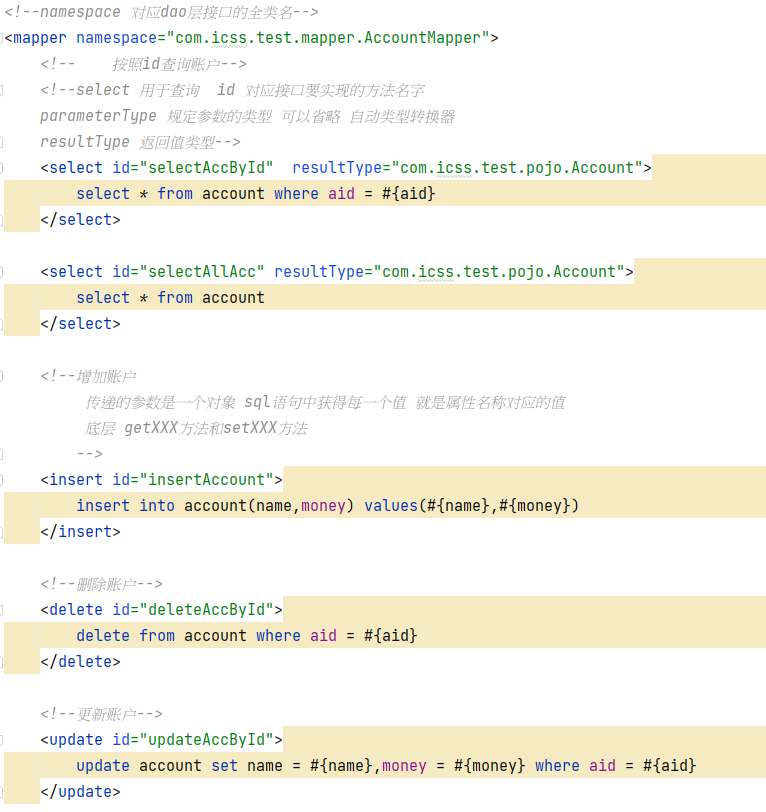 <!--namespace 对应dao层接口的全类名-->
<mapper namespace="com.icss.test.mapper.AccountMapper">
    <!--    按照id查询账户-->
    <!--select 用于查询  id 对应接口要实现的方法名字
    parameterType 规定参数的类型 可以省略 自动类型转换器
    resultType 返回值类型-->
    <select id="selectAccById"  resultType="com.icss.test.pojo.Account">
        select * from account where aid = #{aid}
    </select>

    <select id="selectAllAcc" resultType="com.icss.test.pojo.Account">
        select * from account
    </select>

    <!--增加账户
         传递的参数是一个对象 sql语句中获得每一个值 就是属性名称对应的值
         底层 getXXX方法和setXXX方法
        -->
    <insert id="insertAccount">
        insert into account(name,money) values(#{name},#{money})
    </insert>

    <!--删除账户-->
    <delete id="deleteAccById">
        delete from account where aid = #{aid}
    </delete>

    <!--更新账户-->
    <update id="updateAccById">
        update account set name = #{name},money = #{money} where aid = #{aid}
    </update>